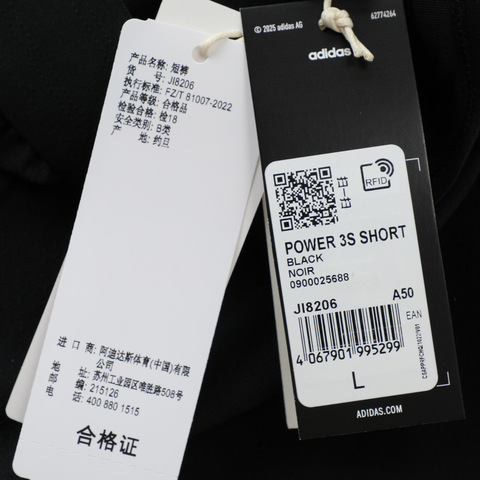 产品名称: 短裤
货 号: JI8206
执行标准: FZ/T 81007-2022
产品等级: 合格品
检验合格: 检18
安全类别: B类
产 地: 约旦
进 口 商: 阿迪达斯体育(中国)有限
公司
地 址: 苏州工业园区唯胜路508号
邮 编: 215126
电 话: 400 880 1515
合格证
© 2025 adidas AG
62774264
adidas
RFID
POWER 3S SHORT
BLACK
NOIR
0900025688
JI8206
A50
EAN
4067901995299
L
ADIDAS.COM